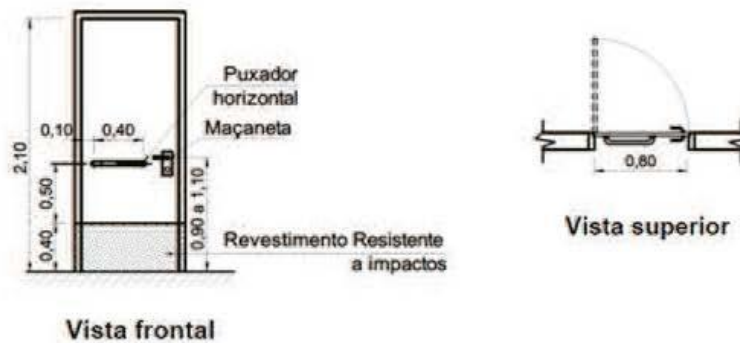 Puxador
horizontal
Maçaneta
0,10
0,40
2,10
0,50
0,40
0,90 a 1,10
Revestimento Resistente
a impactos
Vista frontal
0,80
Vista superior